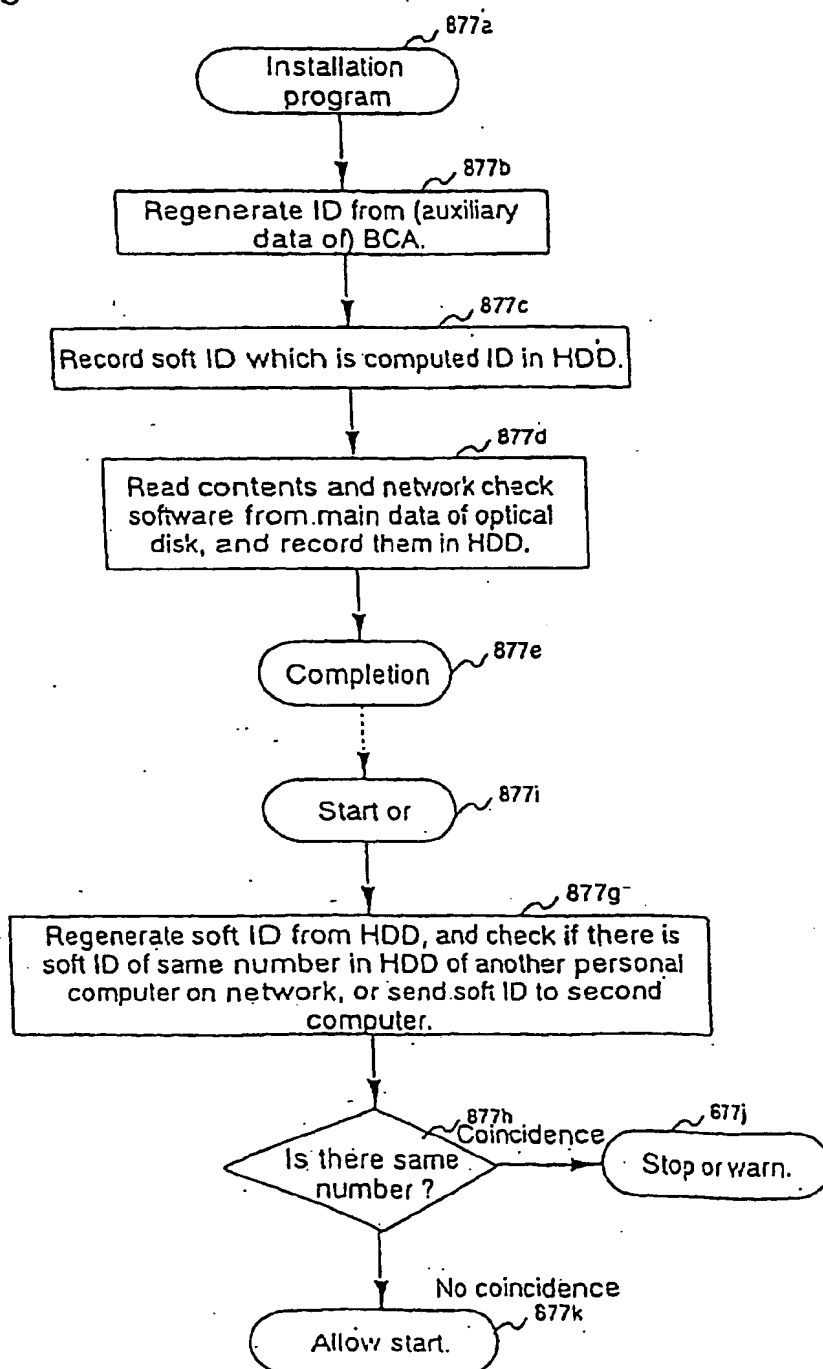 877a
Installation
program
877b
Regenerate ID from (auxiliary
data of) BCA.
877c
Record soft ID which is computed ID in HDD.
877d
Read contents and network check
software from main data of optical
disk, and record them in HDD.
877e
Completion
877i
Start or
877g
Regenerate soft ID from HDD, and check if there is
soft ID of same number in HDD of another personal
computer on network, or send soft ID to second
computer.
877h
Coincidence
677j
Is there same
number ?
Stop or warn.
No coincidence
877k
Allow start.